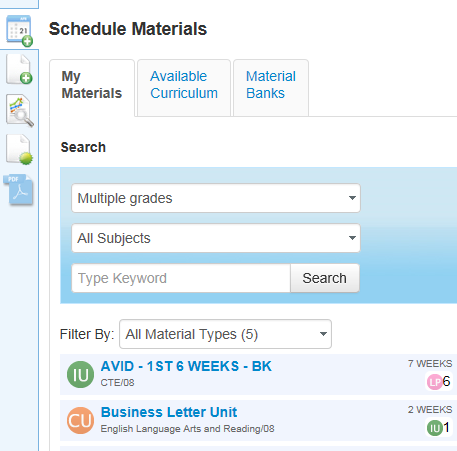 21
Schedule Materials
My
Materials
Available
Curriculum
Material
Banks
Search
Multiple grades
All Subjects
Type Keyword
Search
PDF
Filter By:
All Material Types (5)
IU
AVID - 1ST 6 WEEKS - BK
7 WEEKS
CTE/08
LP 6
CU
Business Letter Unit
2 WEEKS
English Language Arts and Reading/08
IU 1